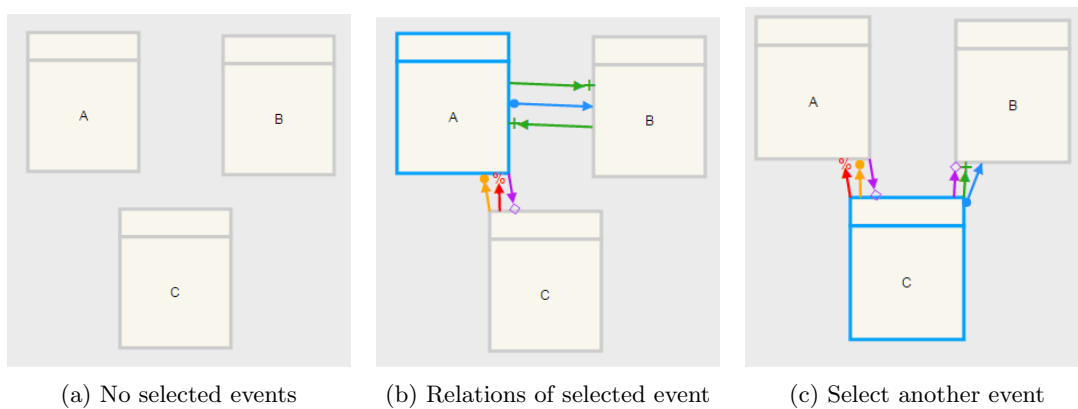 A
B
C
A
B
%
C
A
B
%
C
(a) No selected events
(b) Relations of selected event
(c) Select another event